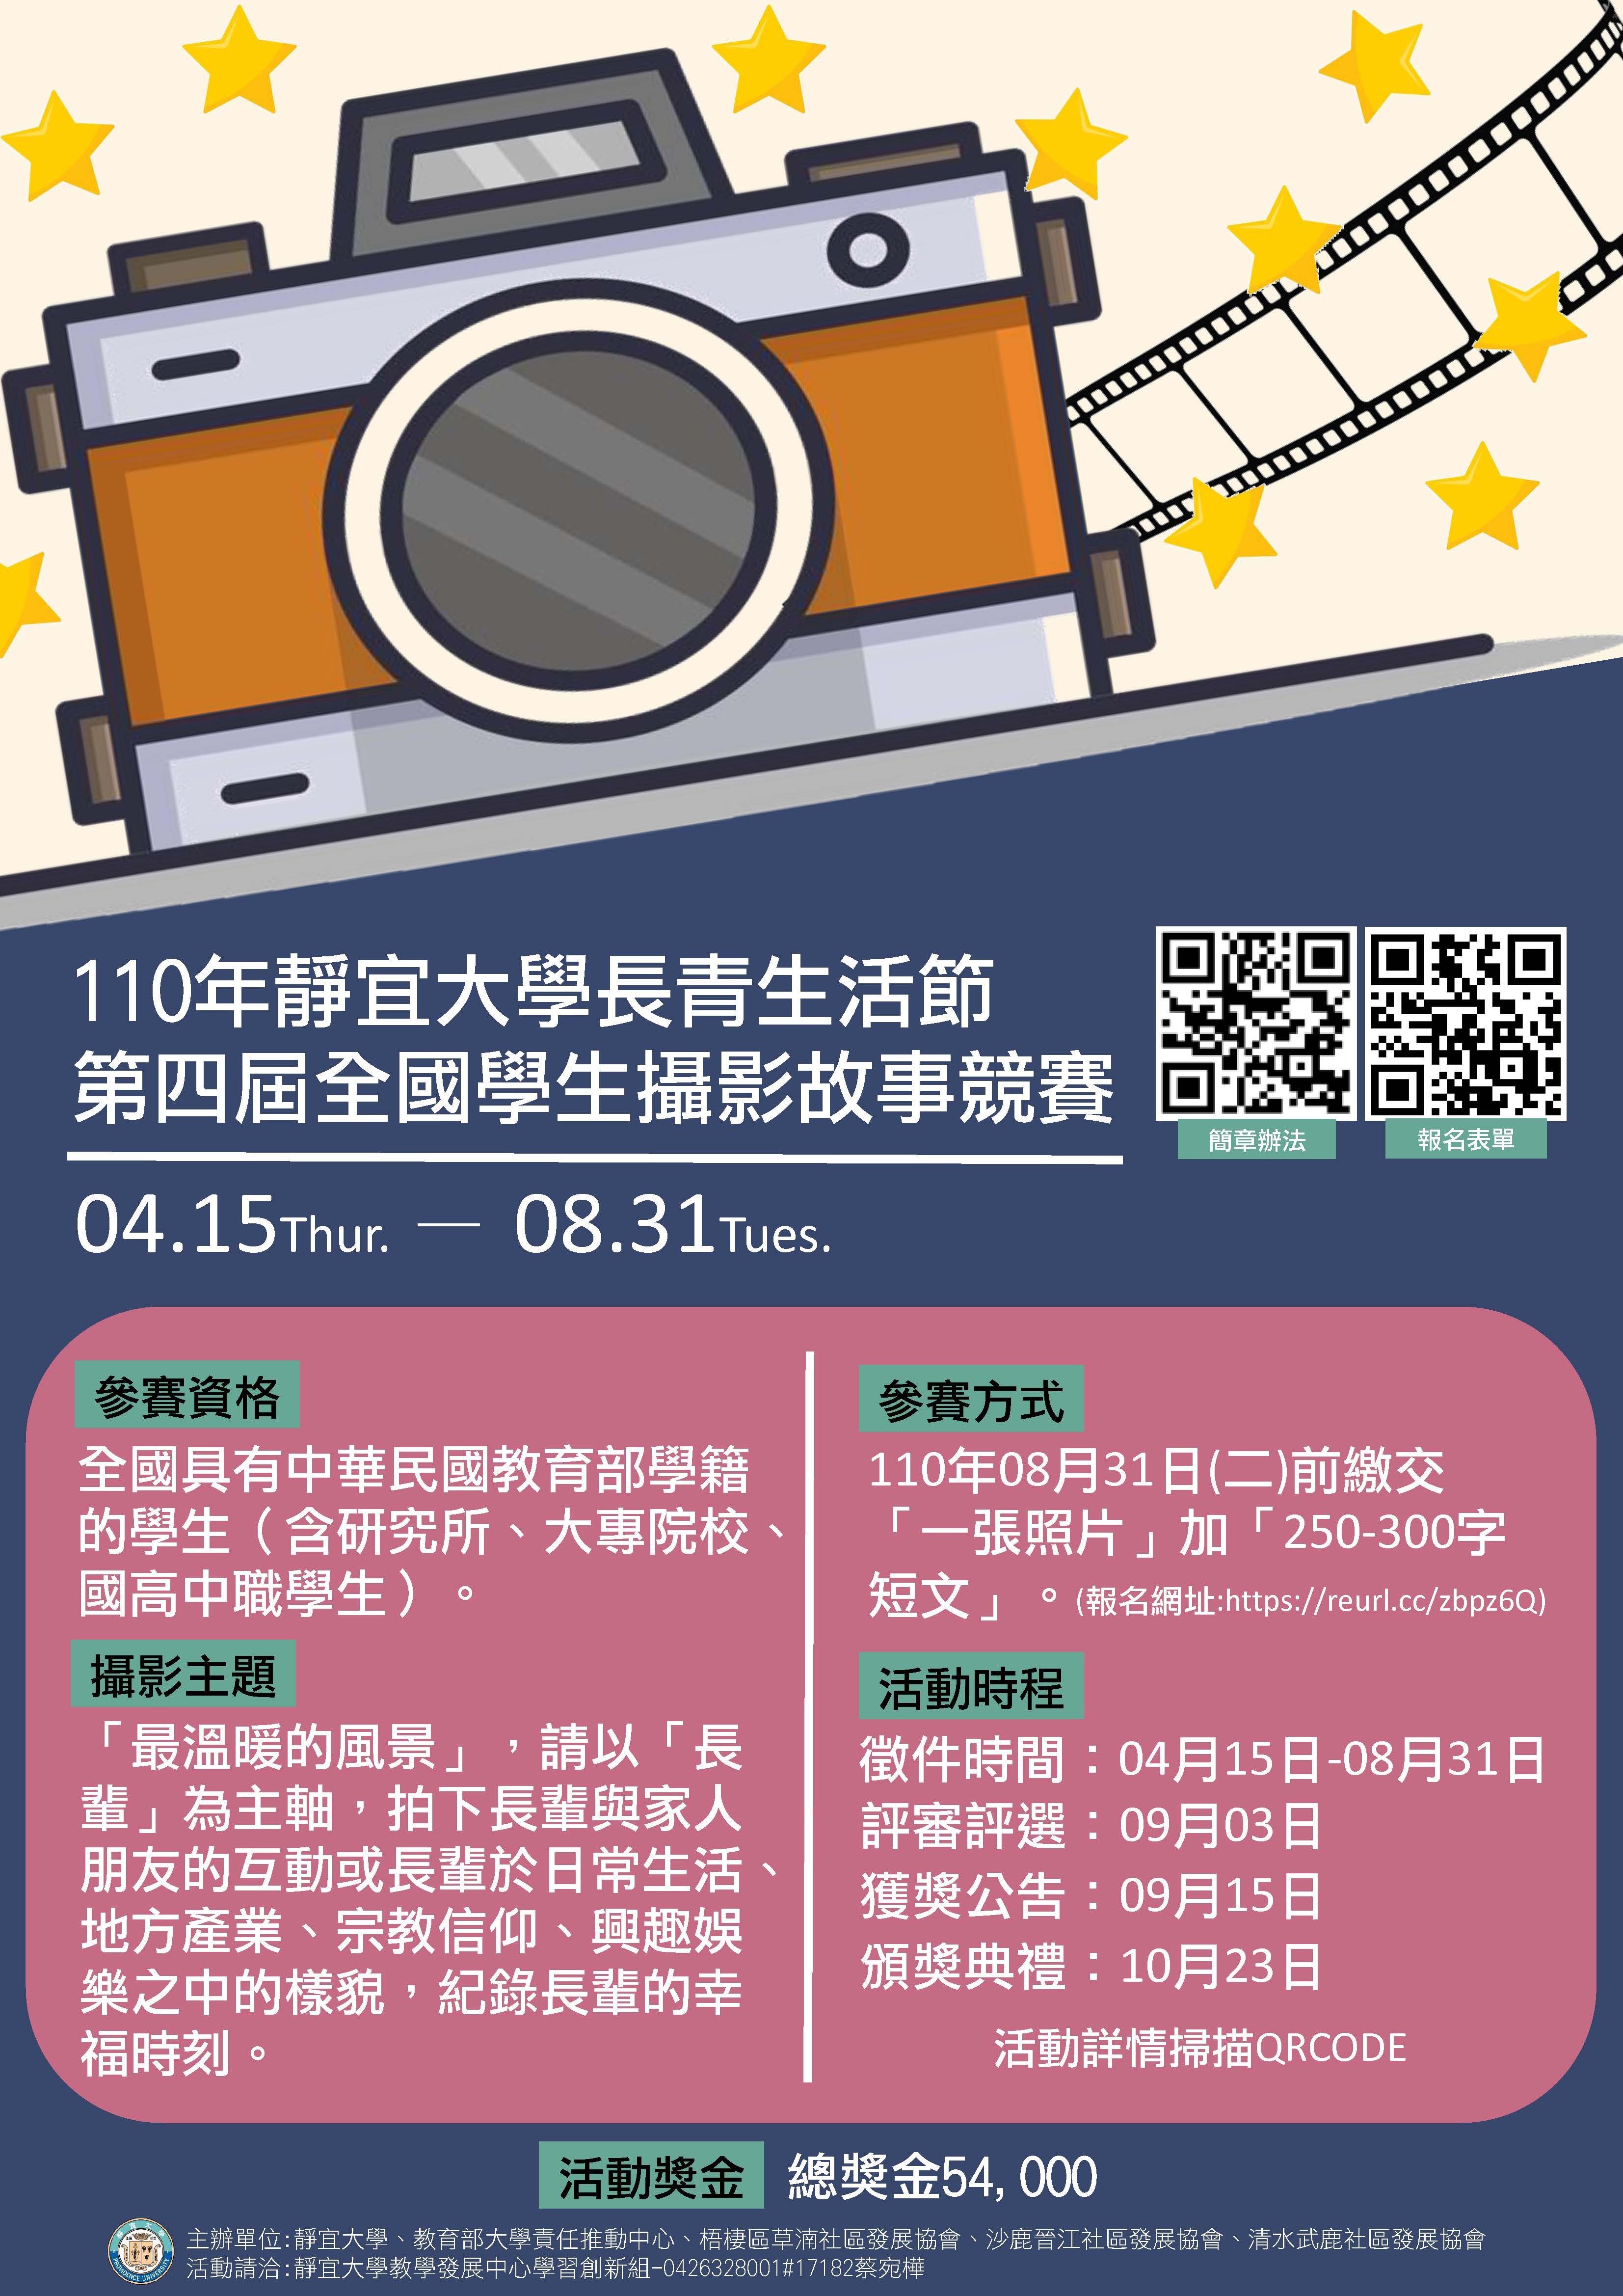 110年靜宜大學長青生活節
第四屆全國學生攝影故事競賽
簡章辦法
報名表單
04.15Thur. — 08.31Tues.
參賽資格
全國具有中華民國教育部學籍
的學生（含研究所、大專院校、
國高中職學生）。
攝影主題
「最溫暖的風景」，請以「長
輩」為主軸，拍下長輩與家人
朋友的互動或長輩於日常生活、
地方產業、宗教信仰、興趣娛
樂之中的樣貌，紀錄長輩的幸
福時刻。
參賽方式
110年08月31日(二)前繳交
「一張照片」加「250-300字
短文」。(報名網址:https://reurl.cc/zbpz6Q)
活動時程
徵件時間：04月15日-08月31日
評審評選：09月03日
獲獎公告：09月15日
頒獎典禮：10月23日
活動詳情掃描QRCODE
活動獎金 總獎金54,000
主辦單位:靜宜大學、教育部大學責任推動中心、梧棲區草湳社區發展協會、沙鹿晉江社區發展協會、清水武鹿社區發展協會
活動請洽:靜宜大學教學發展中心學習創新組-0426328001#17182蔡宛樺